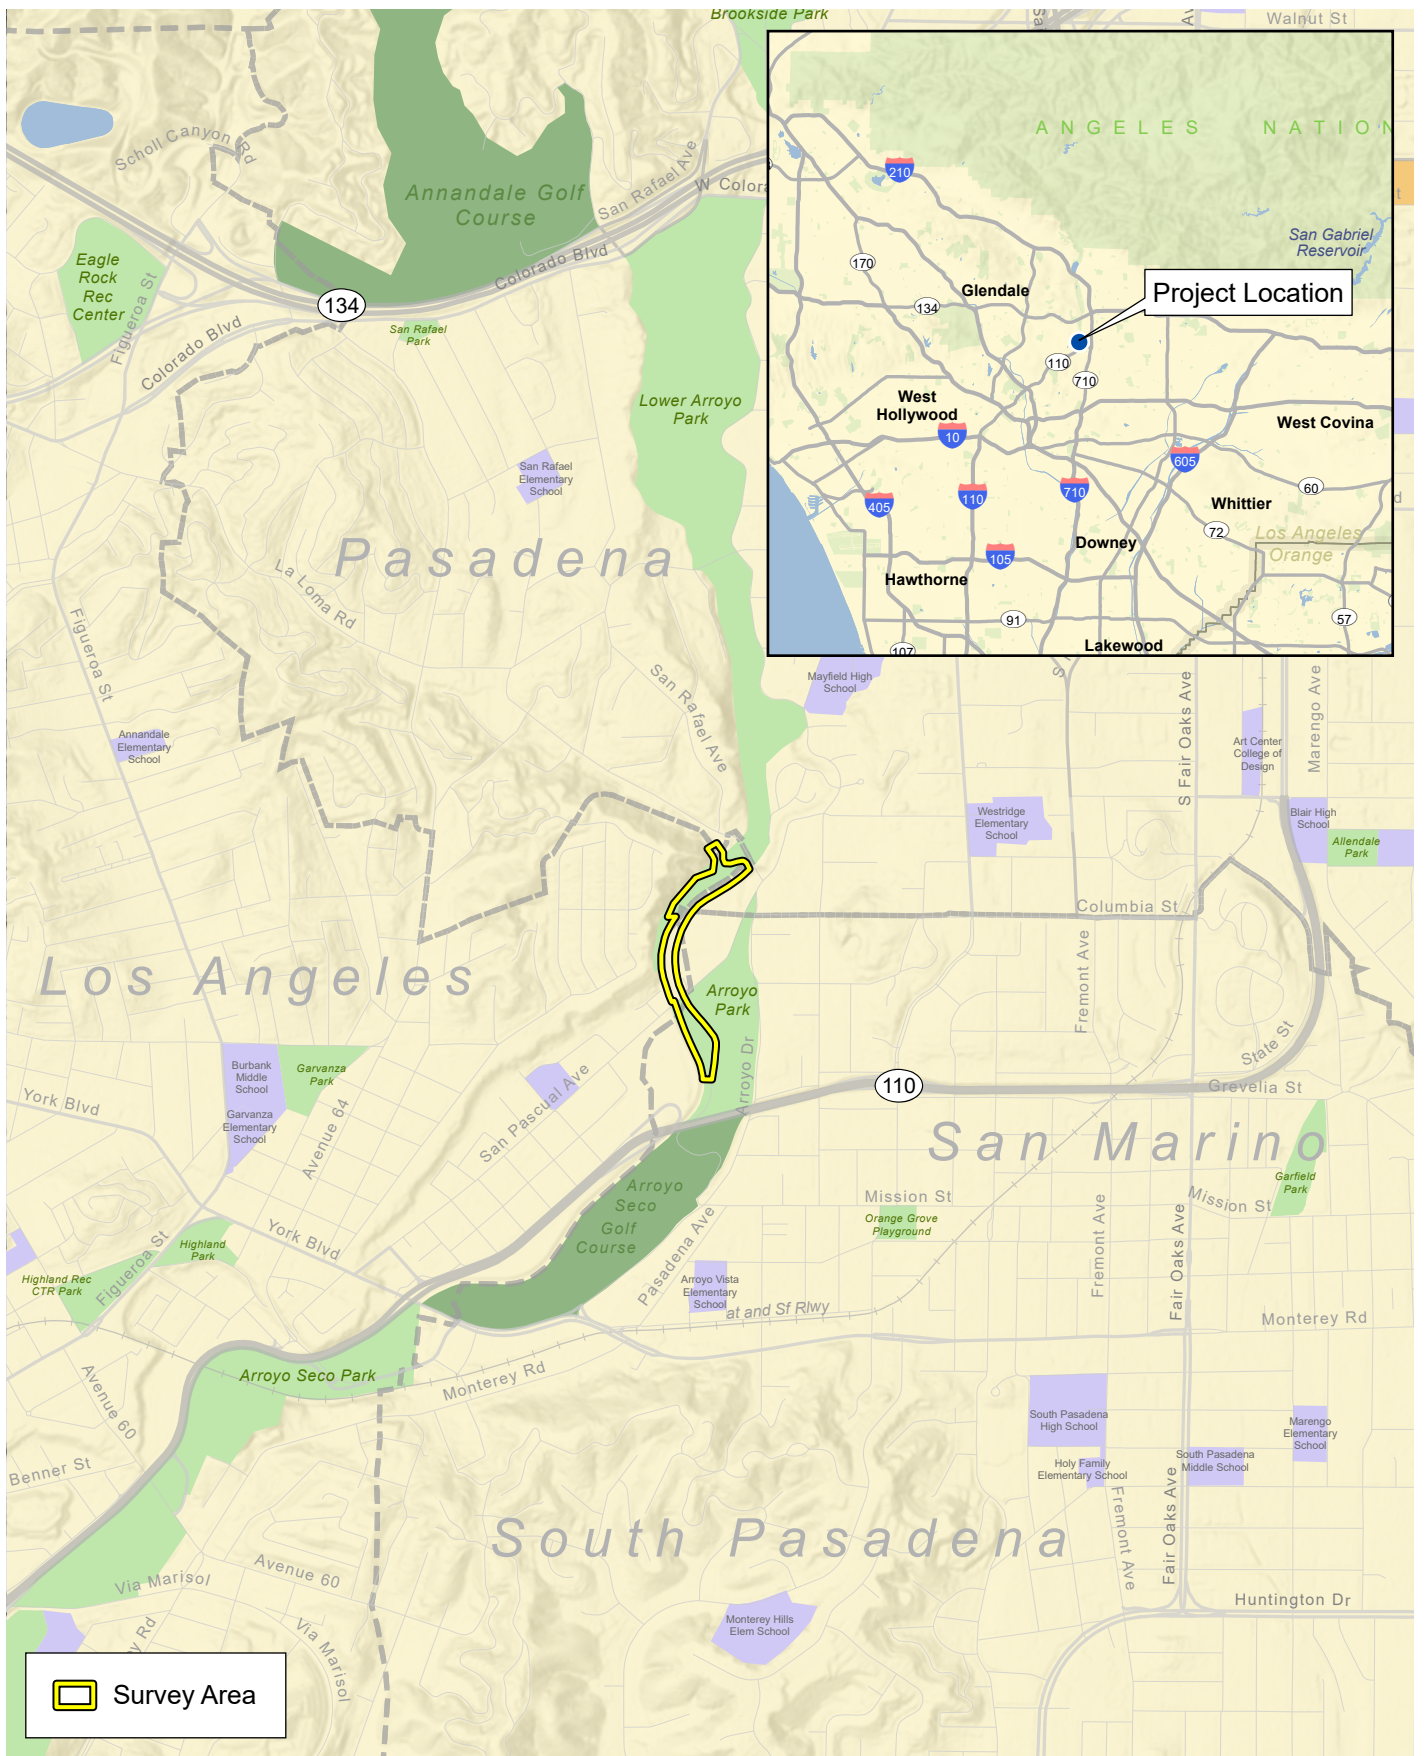 Brookside Park
Walnut St
Scholl Canyon Rd
Annandale Golf
Course
San Rafael Ave
W Colora
Eagle
Rock
Rec
Center
Figueroa St
Colorado Blvd
134
Colorado Blvd
San Rafael
Park
Lower Arroyo
Park
San Rafael
Elementary
School
Pasadena
La Loma Rd
Figueroa St
San Rafael Ave
Annandale
Elementary
School
ANGELES NATION
210
San Gabriel
Reservoir
170
Glendale
134
Project Location
110
710
West
Hollywood
10
West Covina
605
60
405
110
710
Whittier
72
Los Angeles
Orange
Downey
105
Hawthorne
91
57
107
Lakewood
Mayfield High
School
S Fair Oaks Ave
Marengo Ave
Art Center
College of
Design
Westridge
Elementary
School
Blair High
School
Allendale
Park
Columbia St
Fremont Ave
Los Angeles
Arroyo
Park
Arroyo Dr
State St
Burbank
Middle
School
Garvanza
Park
York Blvd
Garvanza
Elementary
School
Avenue 64
San Pascual Ave
110
Grevelia St
San Marino
Garfield
Park
Arroyo
Seco
Golf
Course
Mission St
Mission St
Orange Grove
Playground
Pasadena Ave
Fremont Ave
Fair Oaks Ave
York Blvd
Highland
Park
Figueroa St
Highland Rec
CTR Park
Arroyo Vista
Elementary
School
at and Sf Rlwy
Monterey Rd
Arroyo Seco Park
Monterey Rd
Avenue 60
Benner St
South Pasadena
High School
Marengo
Elementary
School
Holy Family
Elementary School
South Pasadena
Middle School
Fremont Ave
Fair Oaks Ave
South Pasadena
Avenue 60
Via Marisol
Via Marisol
Huntington Dr
Monterey Hills
Elem School
y Rd
Survey Area